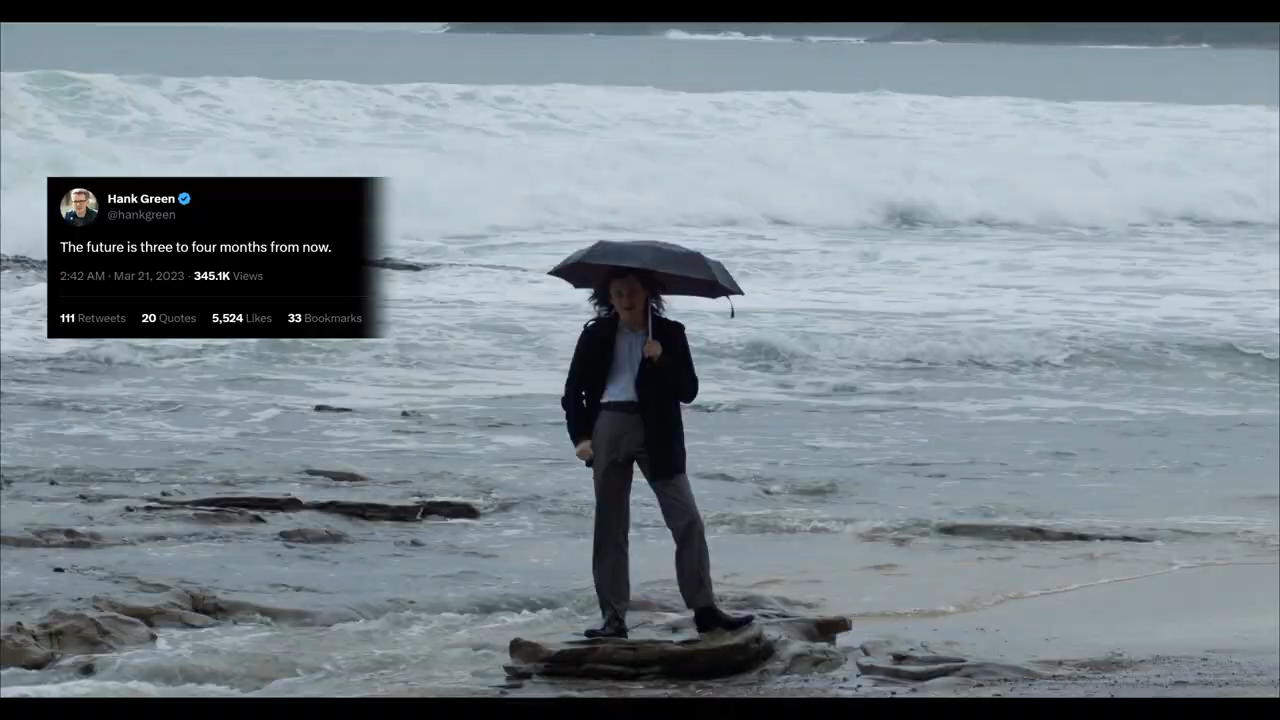 Hank Green
@hankgreen
The future is three to four months from now.
2:42 AM · Mar 21, 2023 · 345.1K Views
111 Retweets 20 Quotes 5,524 Likes 33 Bookmarks